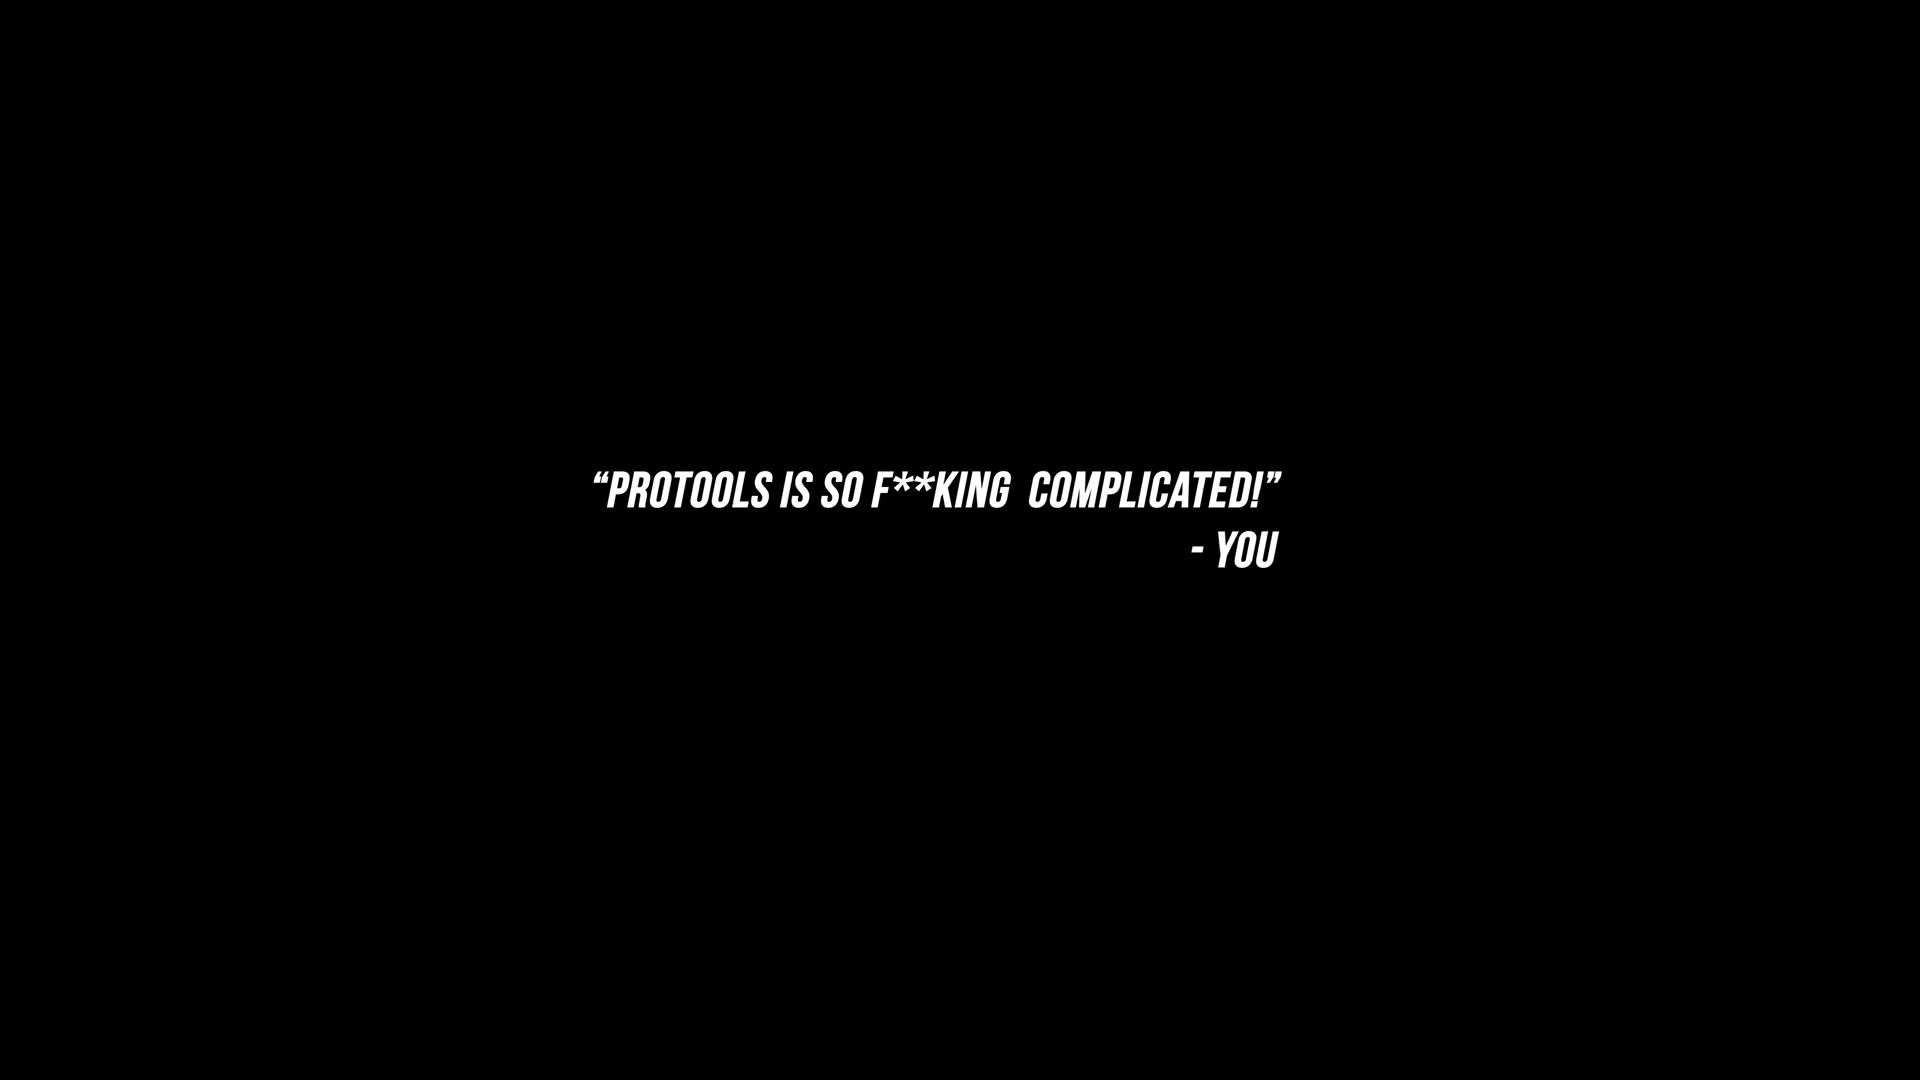 “PROTOOLS IS SO F**KING  COMPLICATED!”
- YOU